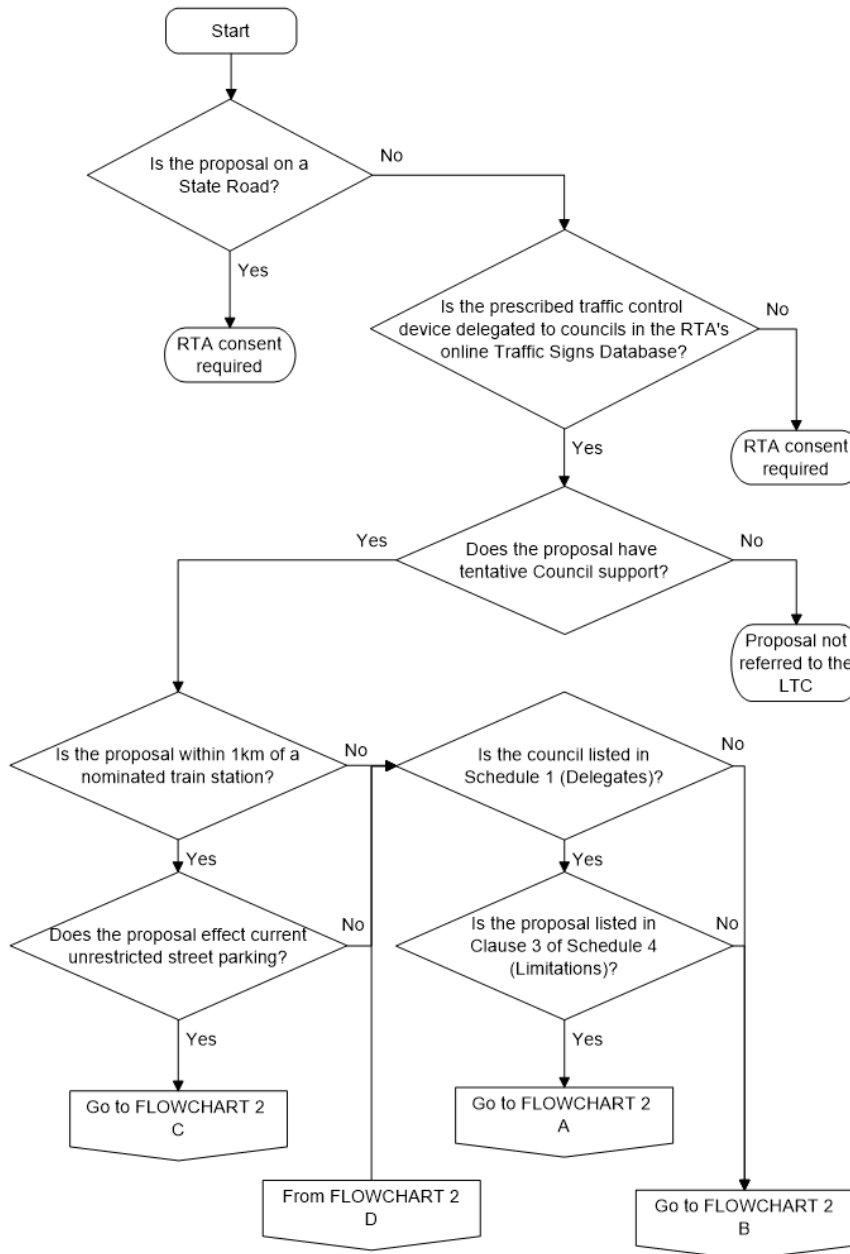 Start
Is the proposal on a
State Road?
No
Yes
RTA consent
required
Is the prescribed traffic control
device delegated to councils in the RTA's
online Traffic Signs Database?
No
Yes
RTA consent
required
Does the proposal have
tentative Council support?
Yes
No
Proposal not
referred to the
LTC
Is the proposal within 1km of a
nominated train station?
No
Yes
Is the council listed in
Schedule 1 (Delegates)?
No
Yes
Does the proposal effect current
unrestricted street parking?
No
Yes
Is the proposal listed in
Clause 3 of Schedule 4
(Limitations)?
No
Yes
Go to FLOWCHART 2
C
Go to FLOWCHART 2
A
From FLOWCHART 2
D
Go to FLOWCHART 2
B